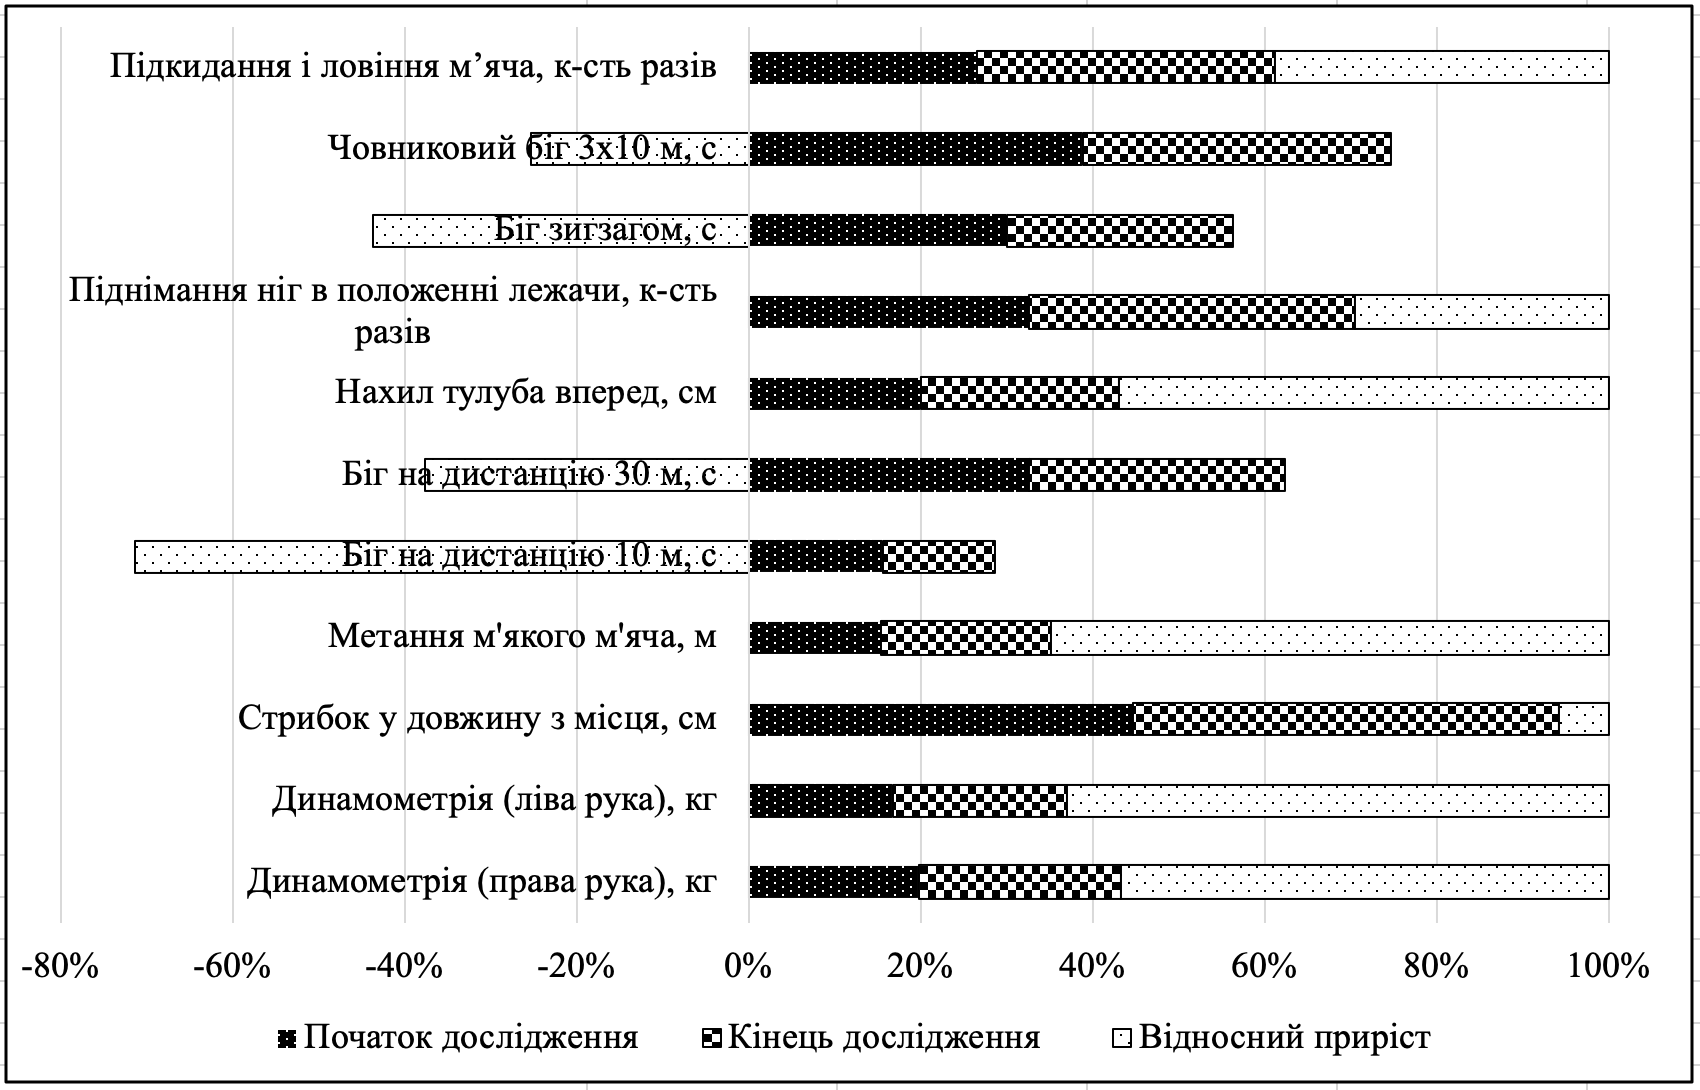 Підкидання і ловіння м’яча, к-сть разів
Човниковий біг 3х10 м, с
Біг зигзагом, с
Піднімання ніг в положенні лежачи, к-сть
разів
Нахил тулуба вперед, см
Біг на дистанцію 30 м, с
Біг на дистанцію 10 м, с
Метання м'якого м'яча, м
Стрибок у довжину з місця, см
Динамометрія (ліва рука), кг
Динамометрія (права рука), кг
-80% -60% -40% -20% 0% 20% 40% 60% 80% 100%
Початок дослідження Кінець дослідження Відносний приріст